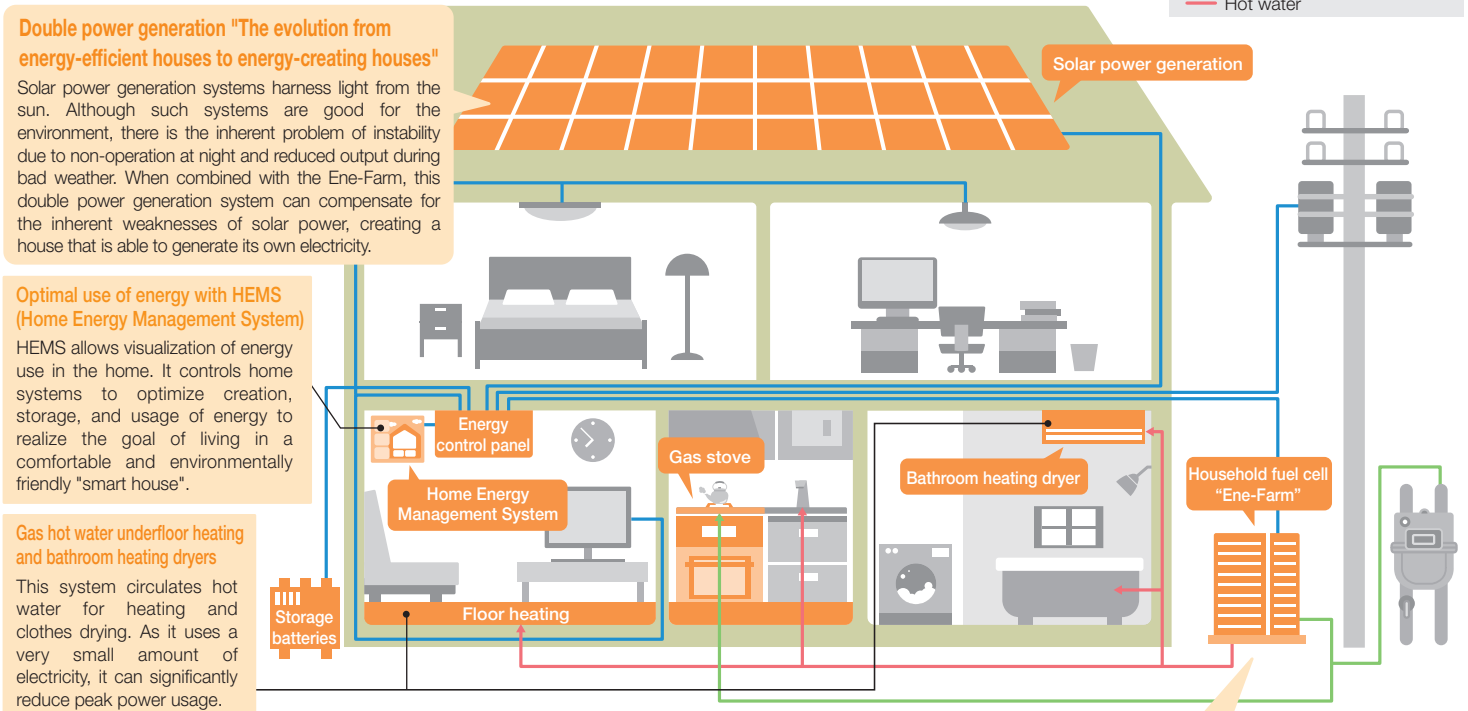 Double power generation "The evolution from
energy-efficient houses to energy-creating houses"
Solar power generation systems harness light from the
sun. Although such systems are good for the
environment, there is the inherent problem of instability
due to non-operation at night and reduced output during
bad weather. When combined with the Ene-Farm, this
double power generation system can compensate for
the inherent weaknesses of solar power, creating a
house that is able to generate its own electricity.
Hot water
Solar power generation
Optimal use of energy with HEMS
(Home Energy Management System)
HEMS allows visualization of energy
use in the home. It controls home
systems to optimize creation,
storage, and usage of energy to
realize the goal of living in a
comfortable and environmentally
friendly "smart house".
Energy
control panel
Home Energy
Management System
Gas stove
Bathroom heating dryer
Household fuel cell
“Ene-Farm”
Gas hot water underfloor heating
and bathroom heating dryers
This system circulates hot
water for heating and
clothes drying. As it uses a
very small amount of
electricity, it can significantly
reduce peak power usage.
Storage
batteries
Floor heating